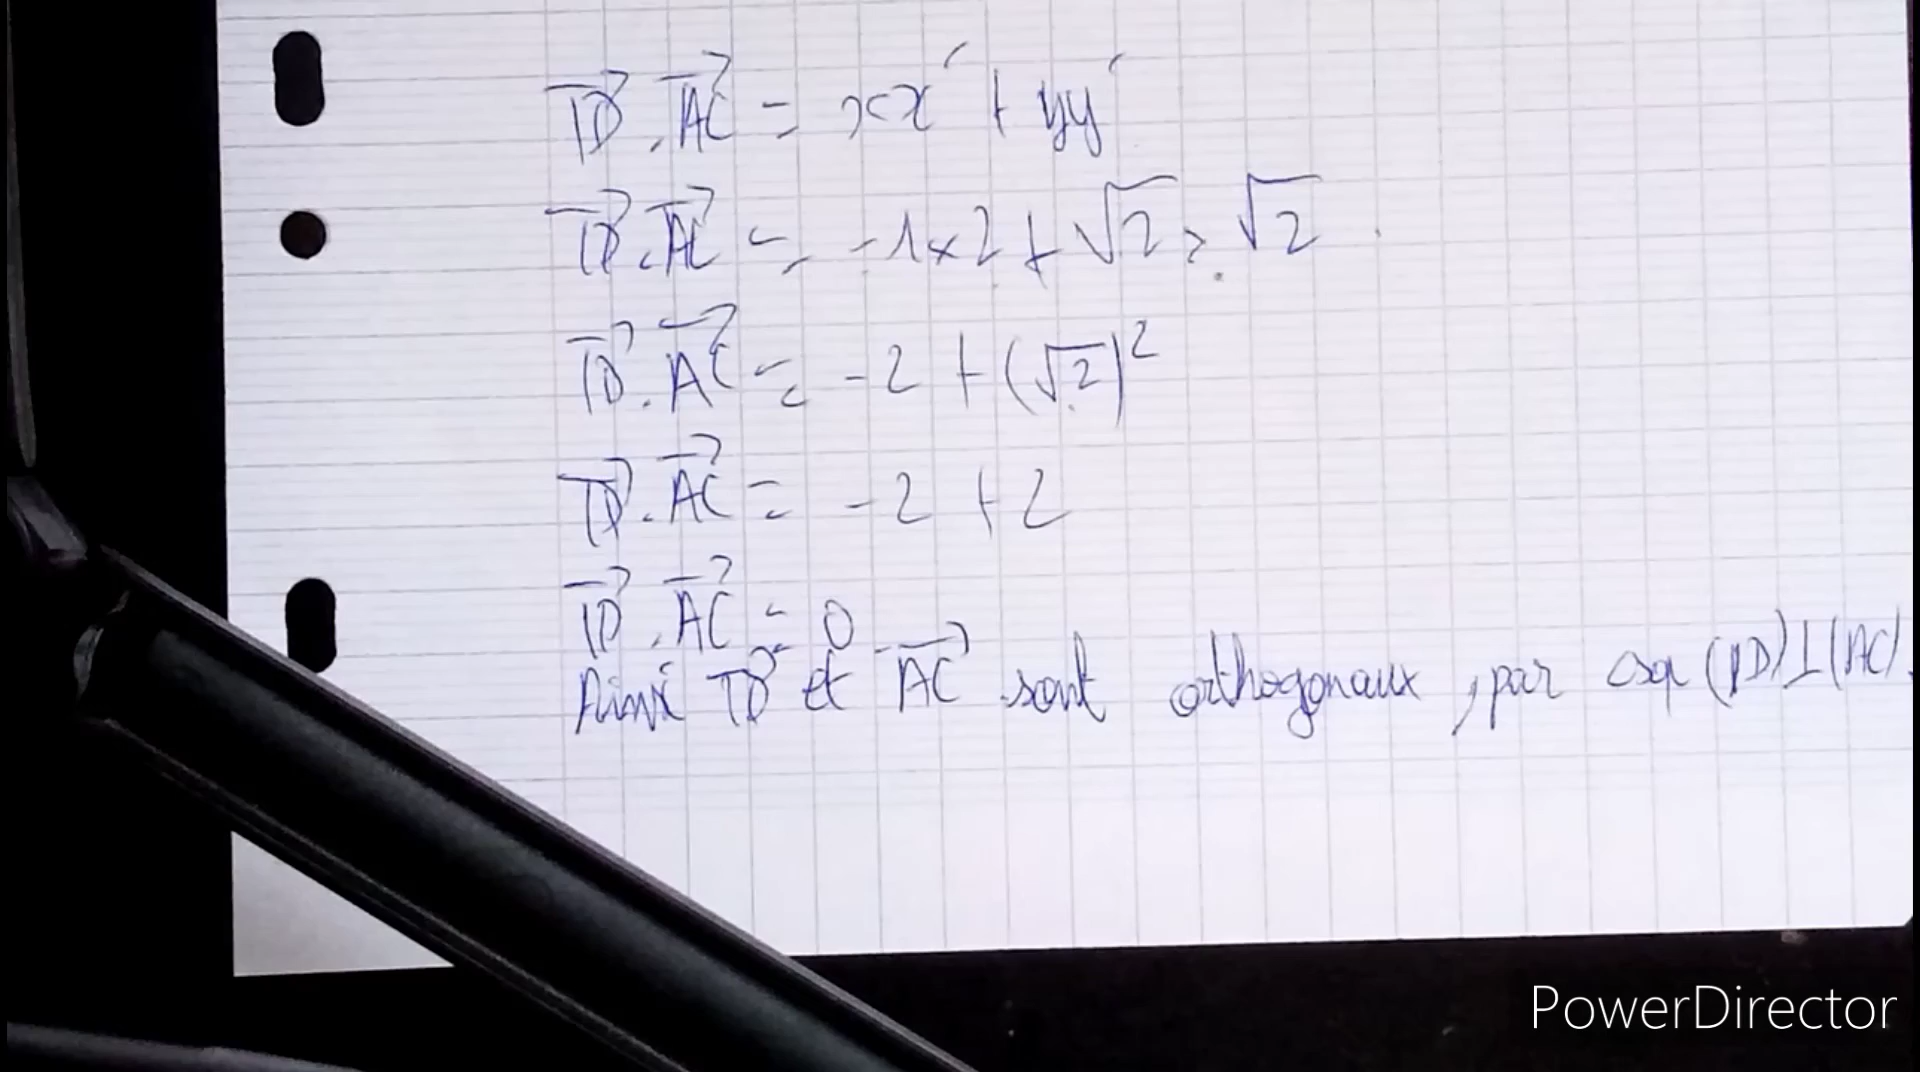 ID . AC = xx' + yy'
ID . AC = -1 x 2 + √2 x √2
ID . AC = -2 + (√2)²
ID . AC = -2 + 2
ID . AC = 0
Ainsi ID et AC sont orthogonaux, par csq (ID)⊥(AC).
PowerDirector